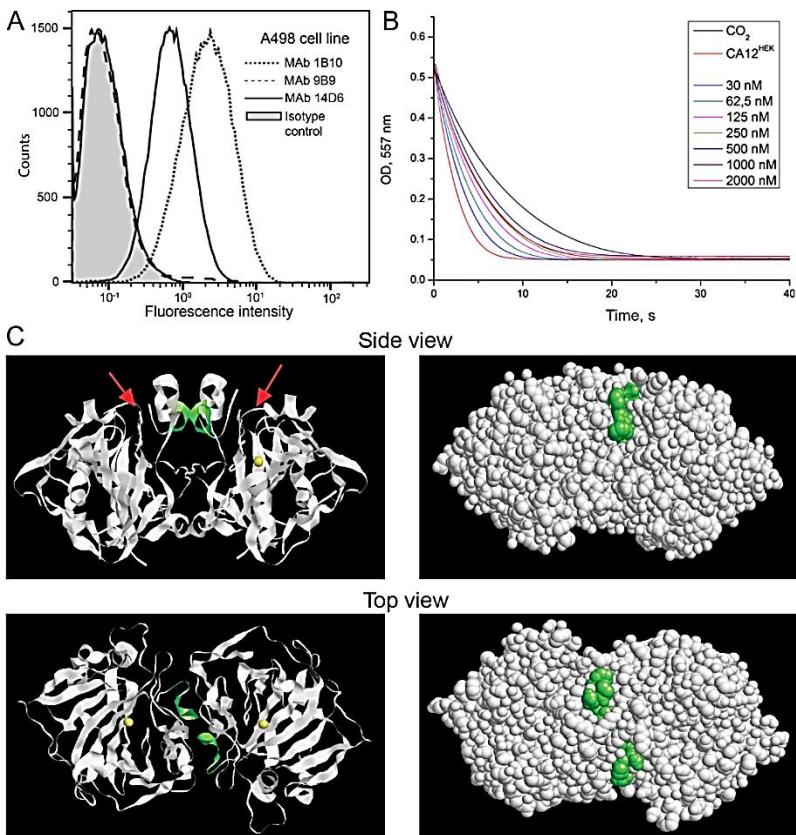 A
A498 cell line
MAb 1B10
MAb 9B9
MAb 14D6
Isotype
control
Counts
1500
1000
500
0
10⁻¹
10⁰
10¹
10²
Fluorescence intensity
B
OD, 557 nm
0.6
0.5
0.4
0.3
0.2
0.1
0.0
0
10
20
30
40
Time, s
CO₂
CA12ᴴᴱᴷ
30 nM
62,5 nM
125 nM
250 nM
500 nM
1000 nM
2000 nM
C
Side view
Top view